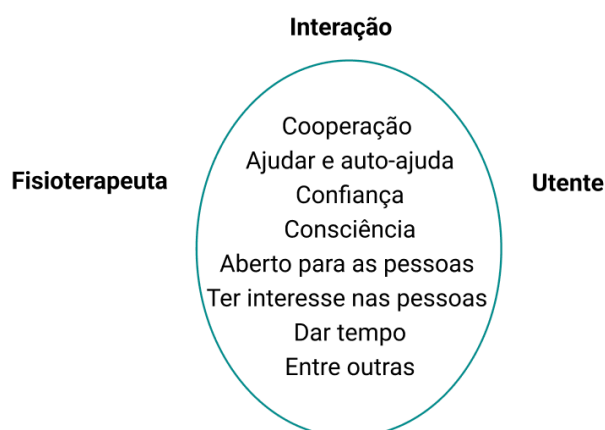 Interação
Cooperação
Ajudar e auto-ajuda
Fisioterapeuta
Utente
Confiança
Consciência
Aberto para as pessoas
Ter interesse nas pessoas
Dar tempo
Entre outras